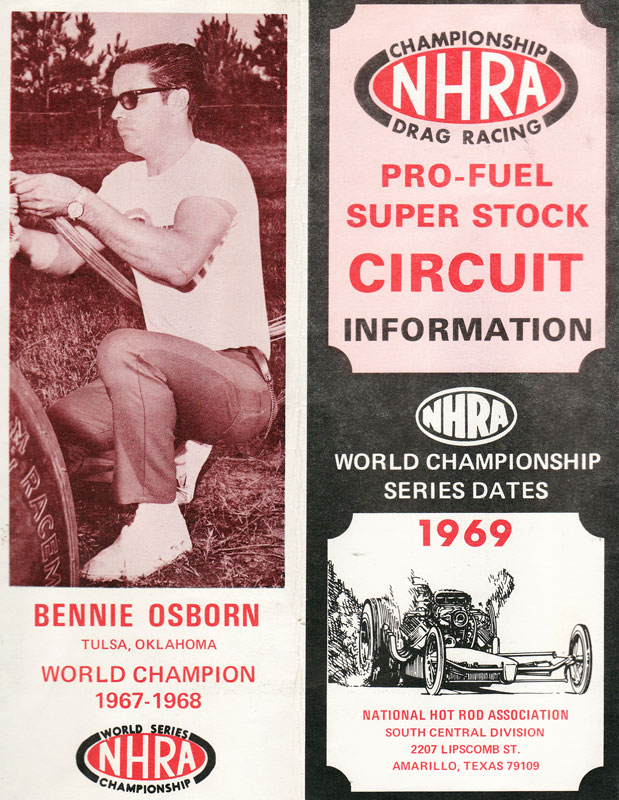 BENNIE OSBORN
TULSA, OKLAHOMA
WORLD CHAMPION
1967-1968
WORLD SERIES
NHRA
CHAMPIONSHIP
CHAMPIONSHIP
NHRA
DRAG RACING
PRO-FUEL
SUPER STOCK
CIRCUIT
INFORMATION
NHRA
WORLD CHAMPIONSHIP
SERIES DATES
1969
NATIONAL HOT ROD ASSOCIATION
SOUTH CENTRAL DIVISION
2207 LIPSCOMB ST.
AMARILLO, TEXAS 79109